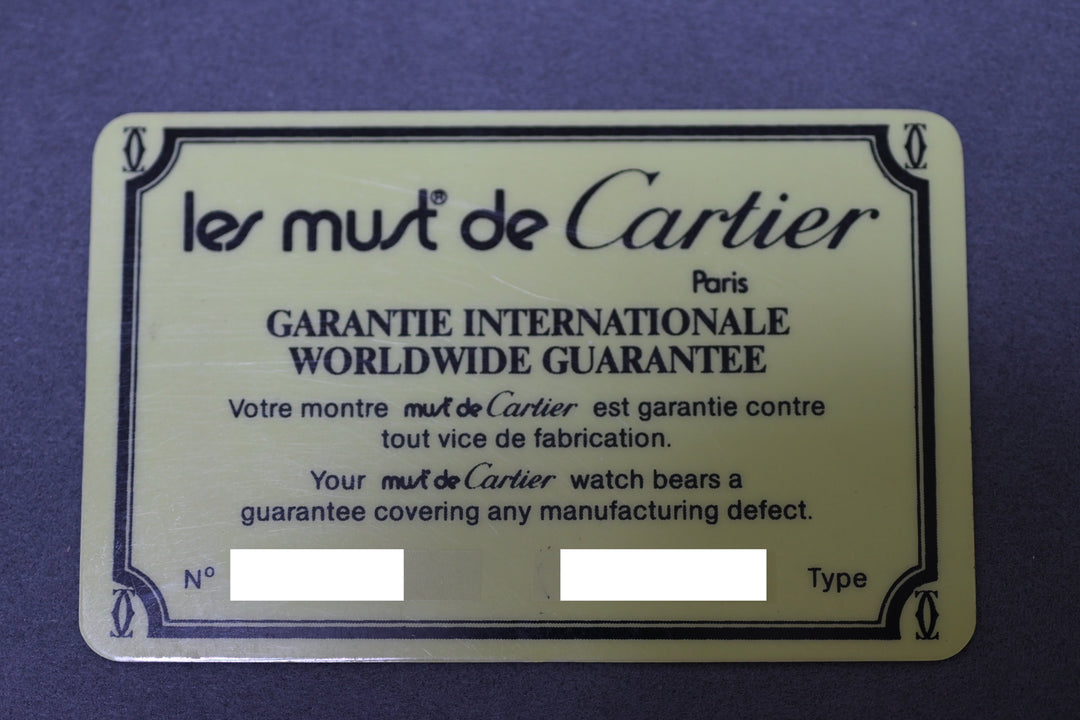 les must® de Cartier
Paris
GARANTIE INTERNATIONALE
WORLDWIDE GUARANTEE
Votre montre must de Cartier est garantie contre
tout vice de fabrication.
Your must de Cartier watch bears a
guarantee covering any manufacturing defect.
Nº Type